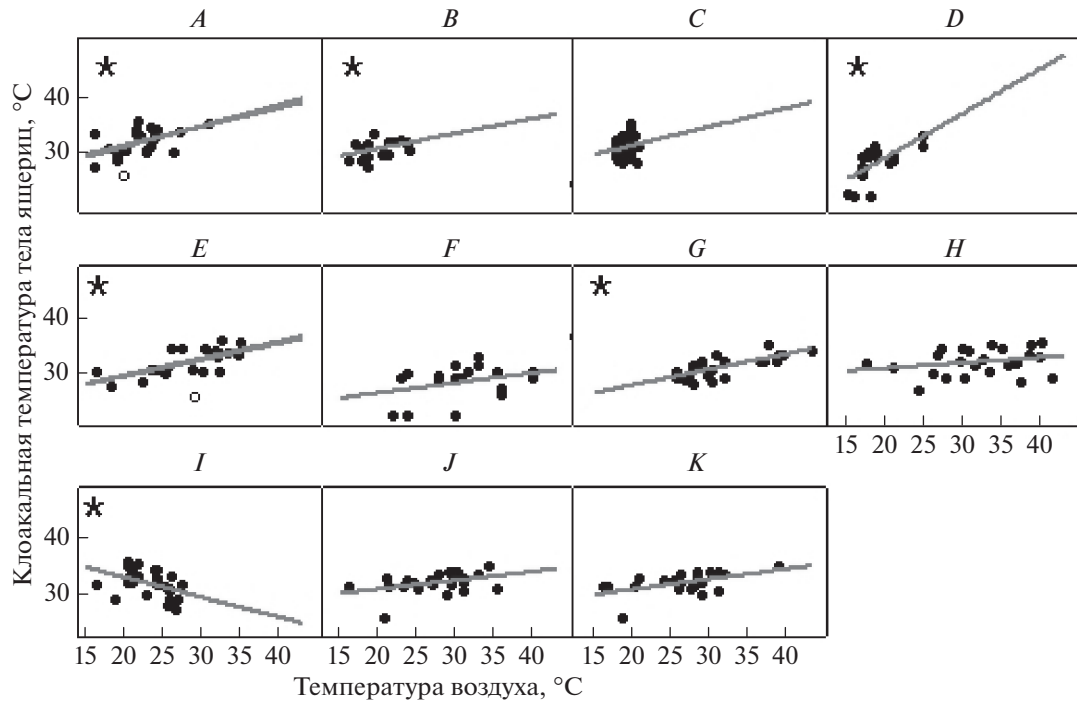 A B C D
Клоакальная температура тела ящериц, °C
40
30
E F G H
40
30
15 20 25 30 35 40
I J K
40
30
15 20 25 30 35 40 15 20 25 30 35 40 15 20 25 30 35 40
Температура воздуха, °C